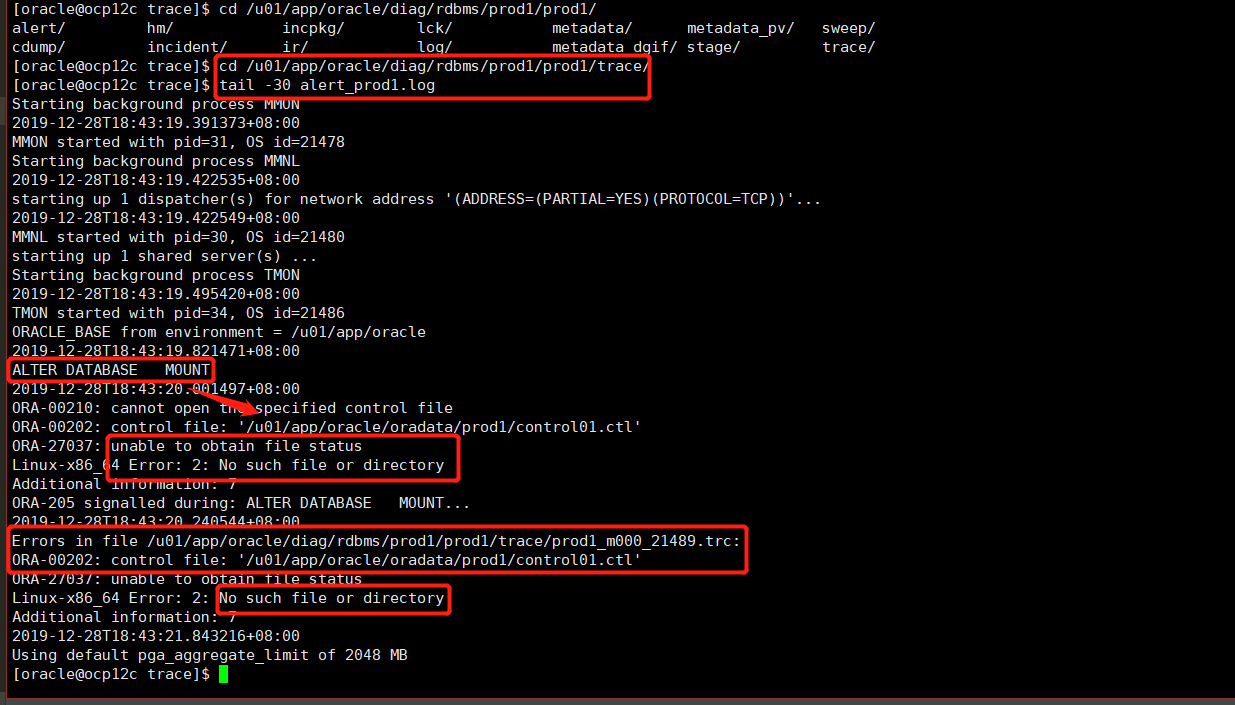 [oracle@ocp12c trace]$ cd /u01/app/oracle/diag/rdbms/prod1/prod1/
alert/ hm/ incpkg/ lck/ metadata/ metadata_pv/ sweep/
cdump/ incident/ ir/ log/ metadata_dgif/ stage/ trace/
[oracle@ocp12c trace]$ cd /u01/app/oracle/diag/rdbms/prod1/prod1/trace/
[oracle@ocp12c trace]$ tail -30 alert_prod1.log
Starting background process MMON
2019-12-28T18:43:19.391373+08:00
MMON started with pid=31, OS id=21478
Starting background process MMNL
2019-12-28T18:43:19.422535+08:00
starting up 1 dispatcher(s) for network address '(ADDRESS=(PARTIAL=YES)(PROTOCOL=TCP))'...
2019-12-28T18:43:19.422549+08:00
MMNL started with pid=30, OS id=21480
starting up 1 shared server(s) ...
Starting background process TMON
2019-12-28T18:43:19.495420+08:00
TMON started with pid=34, OS id=21486
ORACLE_BASE from environment = /u01/app/oracle
2019-12-28T18:43:19.821471+08:00
ALTER DATABASE   MOUNT
2019-12-28T18:43:20.001497+08:00
ORA-00210: cannot open the specified control file
ORA-00202: control file: '/u01/app/oracle/oradata/prod1/control01.ctl'
ORA-27037: unable to obtain file status
Linux-x86_64 Error: 2: No such file or directory
Additional information: 7
ORA-205 signalled during: ALTER DATABASE   MOUNT...
2019-12-28T18:43:20.240544+08:00
Errors in file /u01/app/oracle/diag/rdbms/prod1/prod1/trace/prod1_m000_21489.trc:
ORA-00202: control file: '/u01/app/oracle/oradata/prod1/control01.ctl'
ORA-27037: unable to obtain file status
Linux-x86_64 Error: 2: No such file or directory
Additional information: 7
2019-12-28T18:43:21.843216+08:00
Using default pga_aggregate_limit of 2048 MB
[oracle@ocp12c trace]$